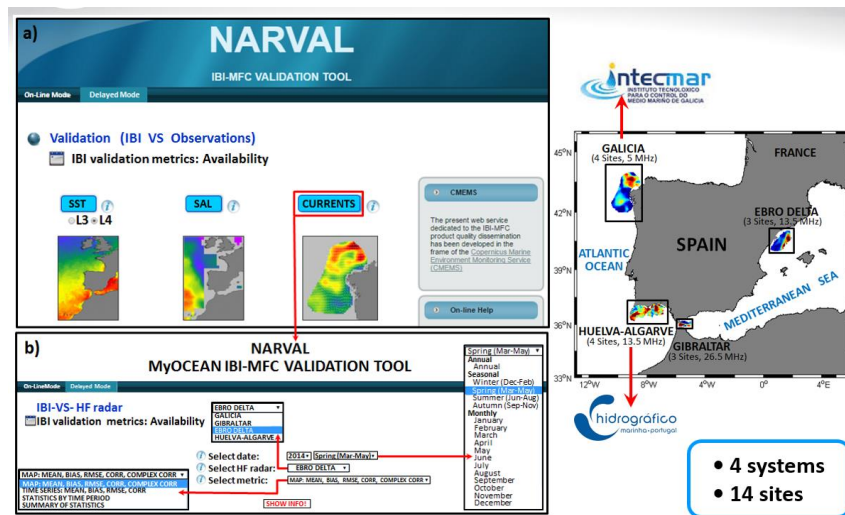 a)
NARVAL
IBI-MFC VALIDATION TOOL
On-Line Mode Delayed Mode
Validation (IBI VS Observations)
IBI validation metrics: Availability
SST i
L3 L4
SAL i
CURRENTS i
CMEMS
The present web service
dedicated to the IBI-MFC
product quality dissemination
has been developed in the
frame of the Copernicus Marine
Environment Monitoring Service
(CMEMS)
On-line Help
b)
NARVAL
MyOCEAN IBI-MFC VALIDATION TOOL
On-LineMode Delayed Mode
IBI-VS- HF radar
IBI validation metrics: Availability
EBRO DELTA
GALICIA
GIBRALTAR
EBRO DELTA
HUELVA-ALGARVE
i Select date: 2014 Spring (Mar-May)
i Select HF radar: EBRO DELTA
i Select metric: MAP: MEAN, BIAS, RMSE, CORR, COMPLEX CORR
MAP: MEAN, BIAS, RMSE, CORR, COMPLEX CORR
MAP: MEAN, BIAS, RMSE, CORR, COMPLEX CORR
TIME SERIES: MEAN, BIAS, RMSE, CORR
STATISTICS BY TIME PERIOD
SUMMARY OF STATISTICS
SHOW INFO!
Spring (Mar-May)
Annual
Annual
Seasonal
Winter (Dec-Feb)
Spring (Mar-May)
Summer (Jun-Aug)
Autumn (Sep-Nov)
Monthly
January
February
March
April
May
June
July
August
September
October
November
December
intecmar
INSTITUTO TECNOLÓXICO
PARA O CONTROL DO
MEDIO MARIÑO DE GALICIA
45°N
42°N
39°N
36°N
33°N
12°W 8°W 4°W 0° 4°E
GALICIA
(4 Sites, 5 MHz)
FRANCE
EBRO DELTA
(3 Sites, 13.5 MHz)
SPAIN
ATLANTIC
OCEAN
MEDITERRANEAN SEA
HUELVA-ALGARVE
(4 Sites, 13.5 MHz)
GIBRALTAR
(3 Sites, 26.5 MHz)
hidrográfico
marinha-portugal
• 4 systems
• 14 sites